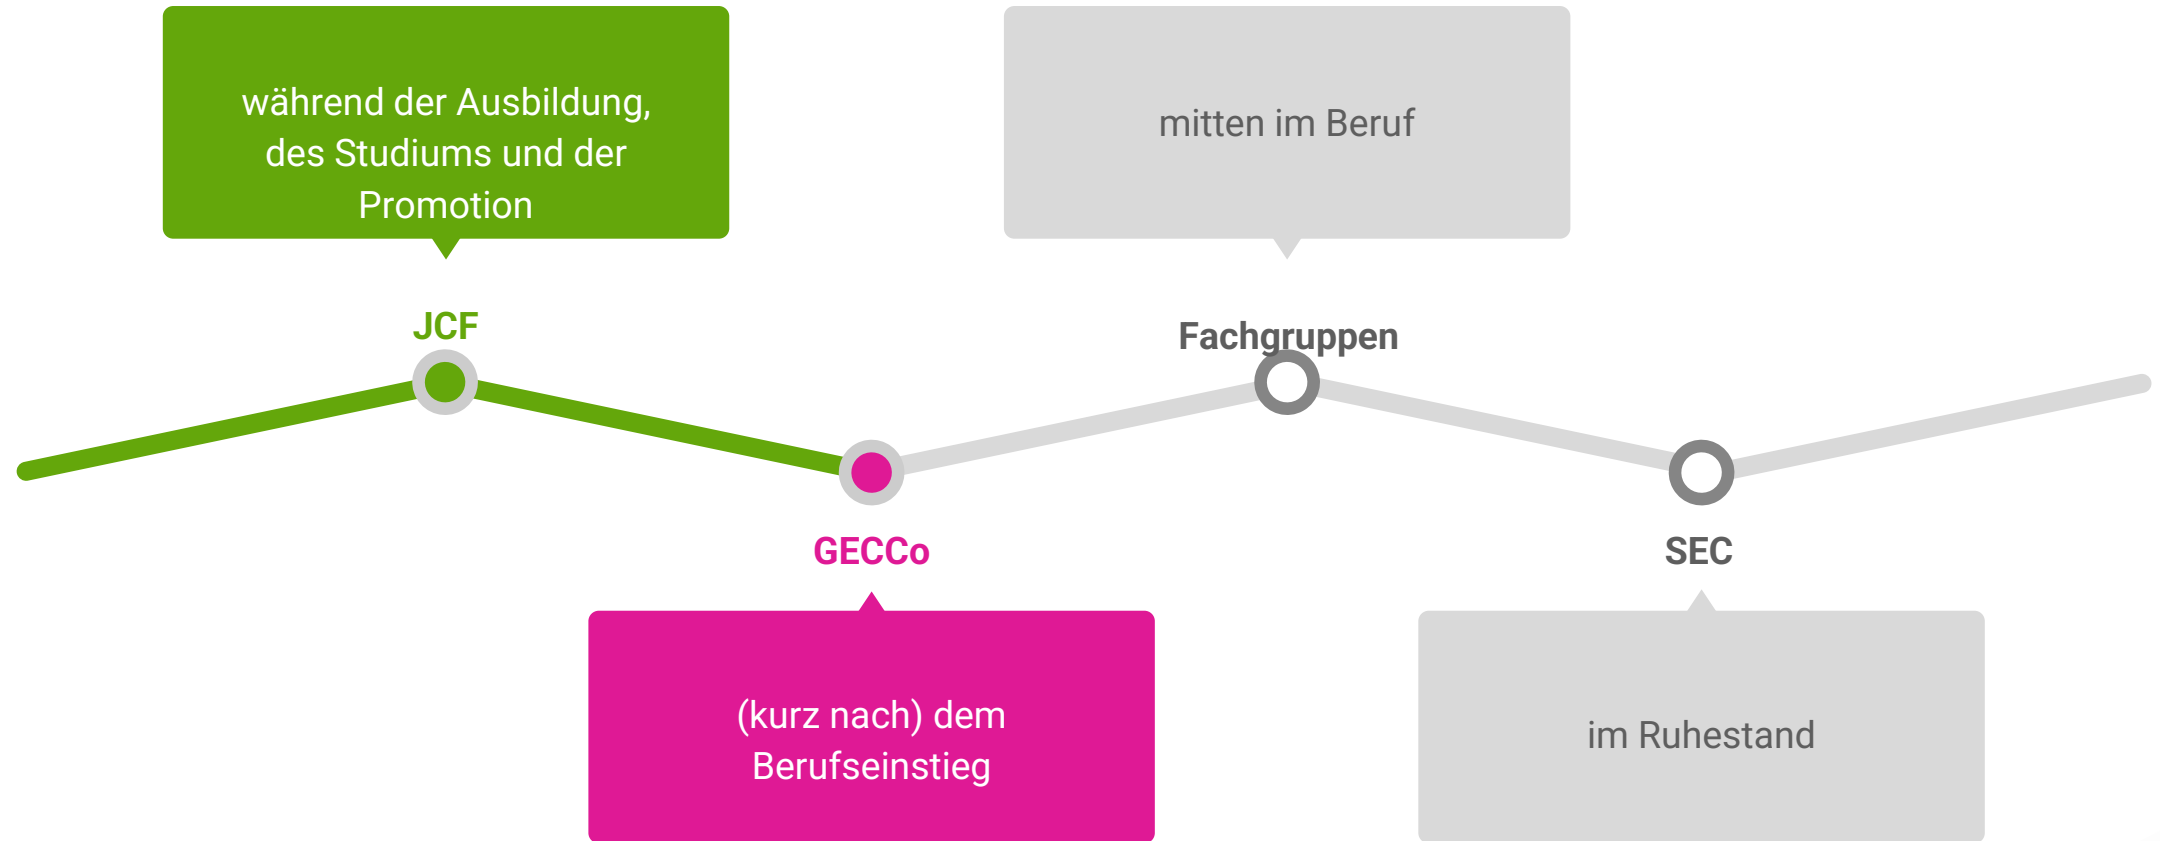 während der Ausbildung,
des Studiums und der
Promotion
JCF
GECCo
(kurz nach) dem
Berufseinstieg
mitten im Beruf
Fachgruppen
SEC
im Ruhestand